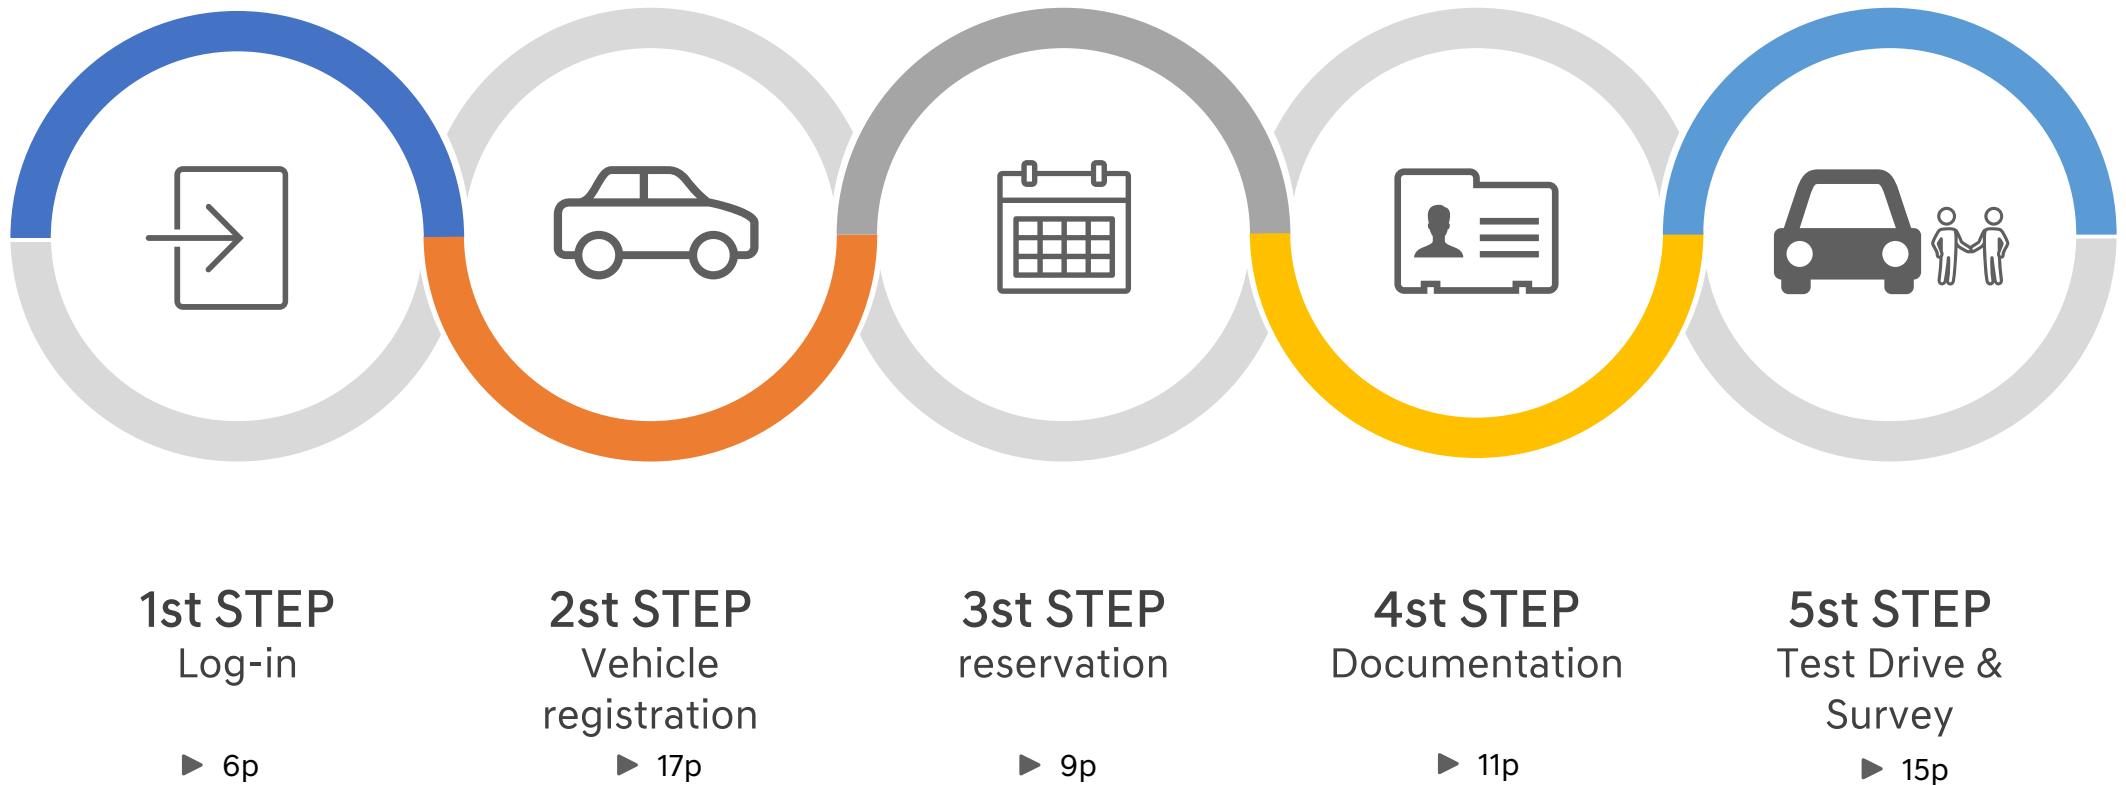 1st STEP
Log-in
▶ 6p
2st STEP
Vehicle
registration
▶ 17p
3st STEP
reservation
▶ 9p
4st STEP
Documentation
▶ 11p
5st STEP
Test Drive &
Survey
▶ 15p